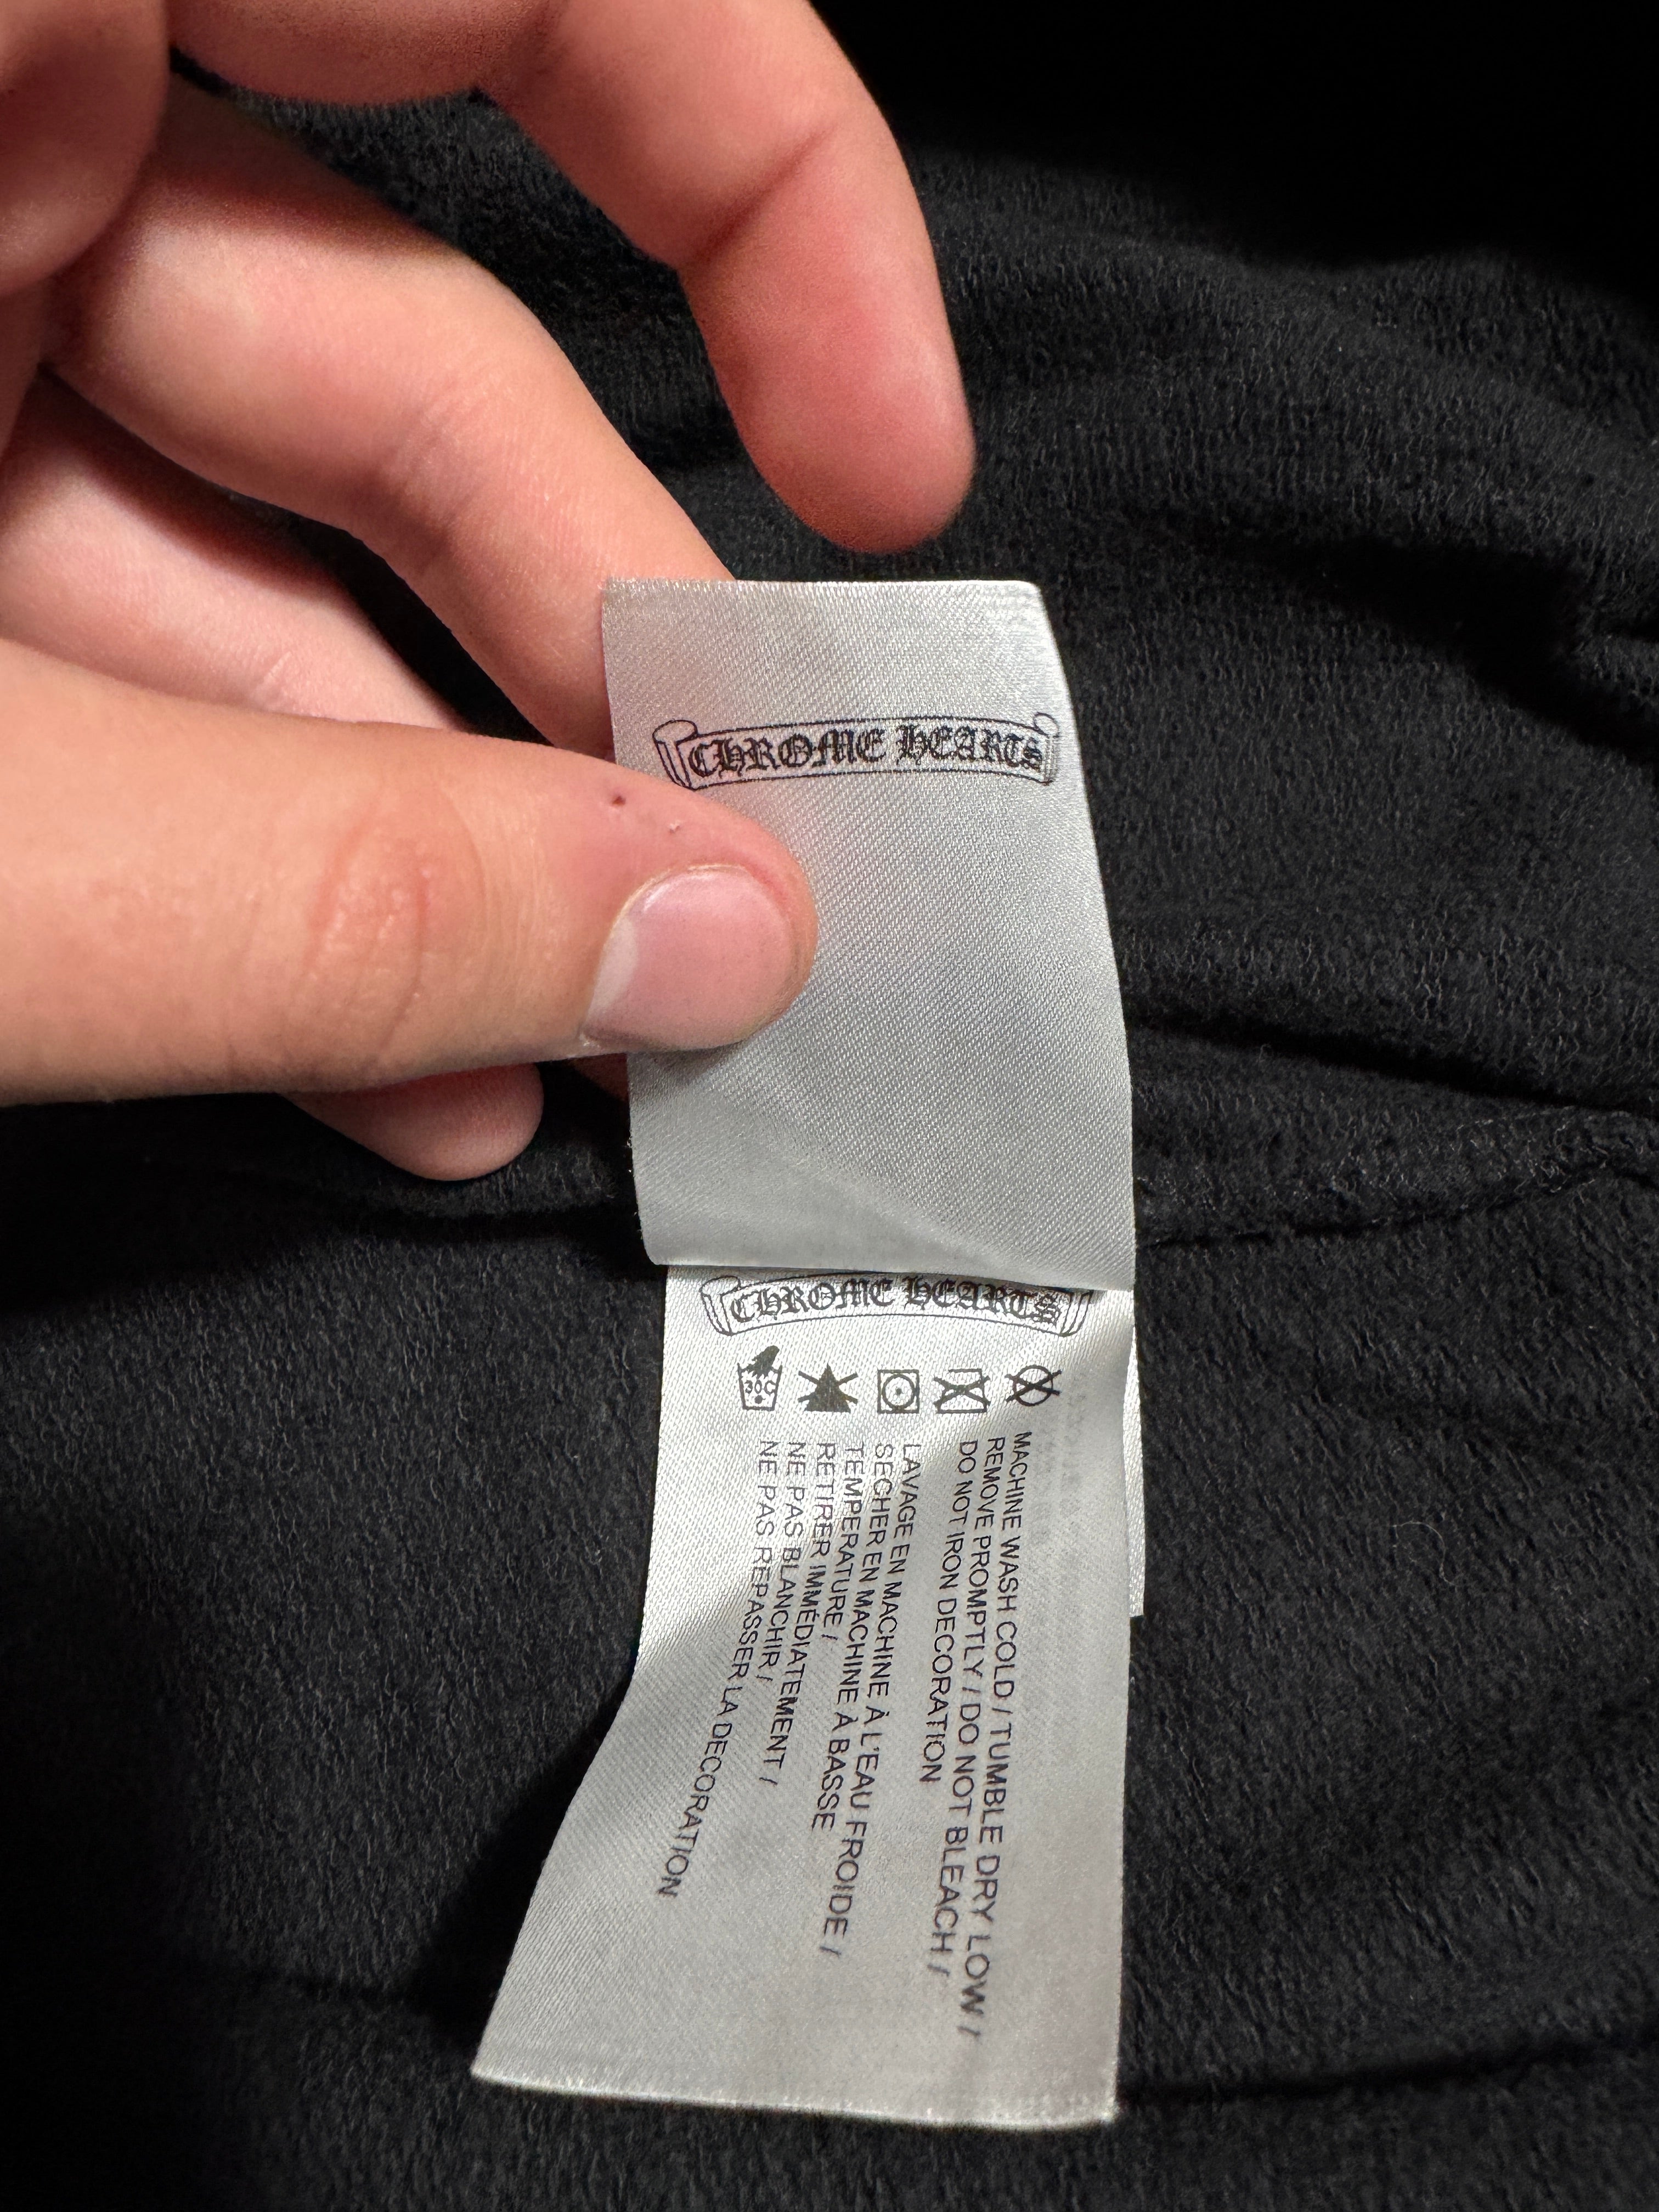 CHROME HEARTS
CHROME HEARTS
30C
MACHINE WASH COLD / TUMBLE DRY LOW /
REMOVE PROMPTLY / DO NOT BLEACH /
DO NOT IRON DECORATION
LAVAGE EN MACHINE À L'EAU FROIDE /
SECHER EN MACHINE À BASSE
TEMPERATURE /
RETIRER IMMÉDIATEMENT /
NE PAS BLANCHIR /
NE PAS REPASSER LA DECORATION